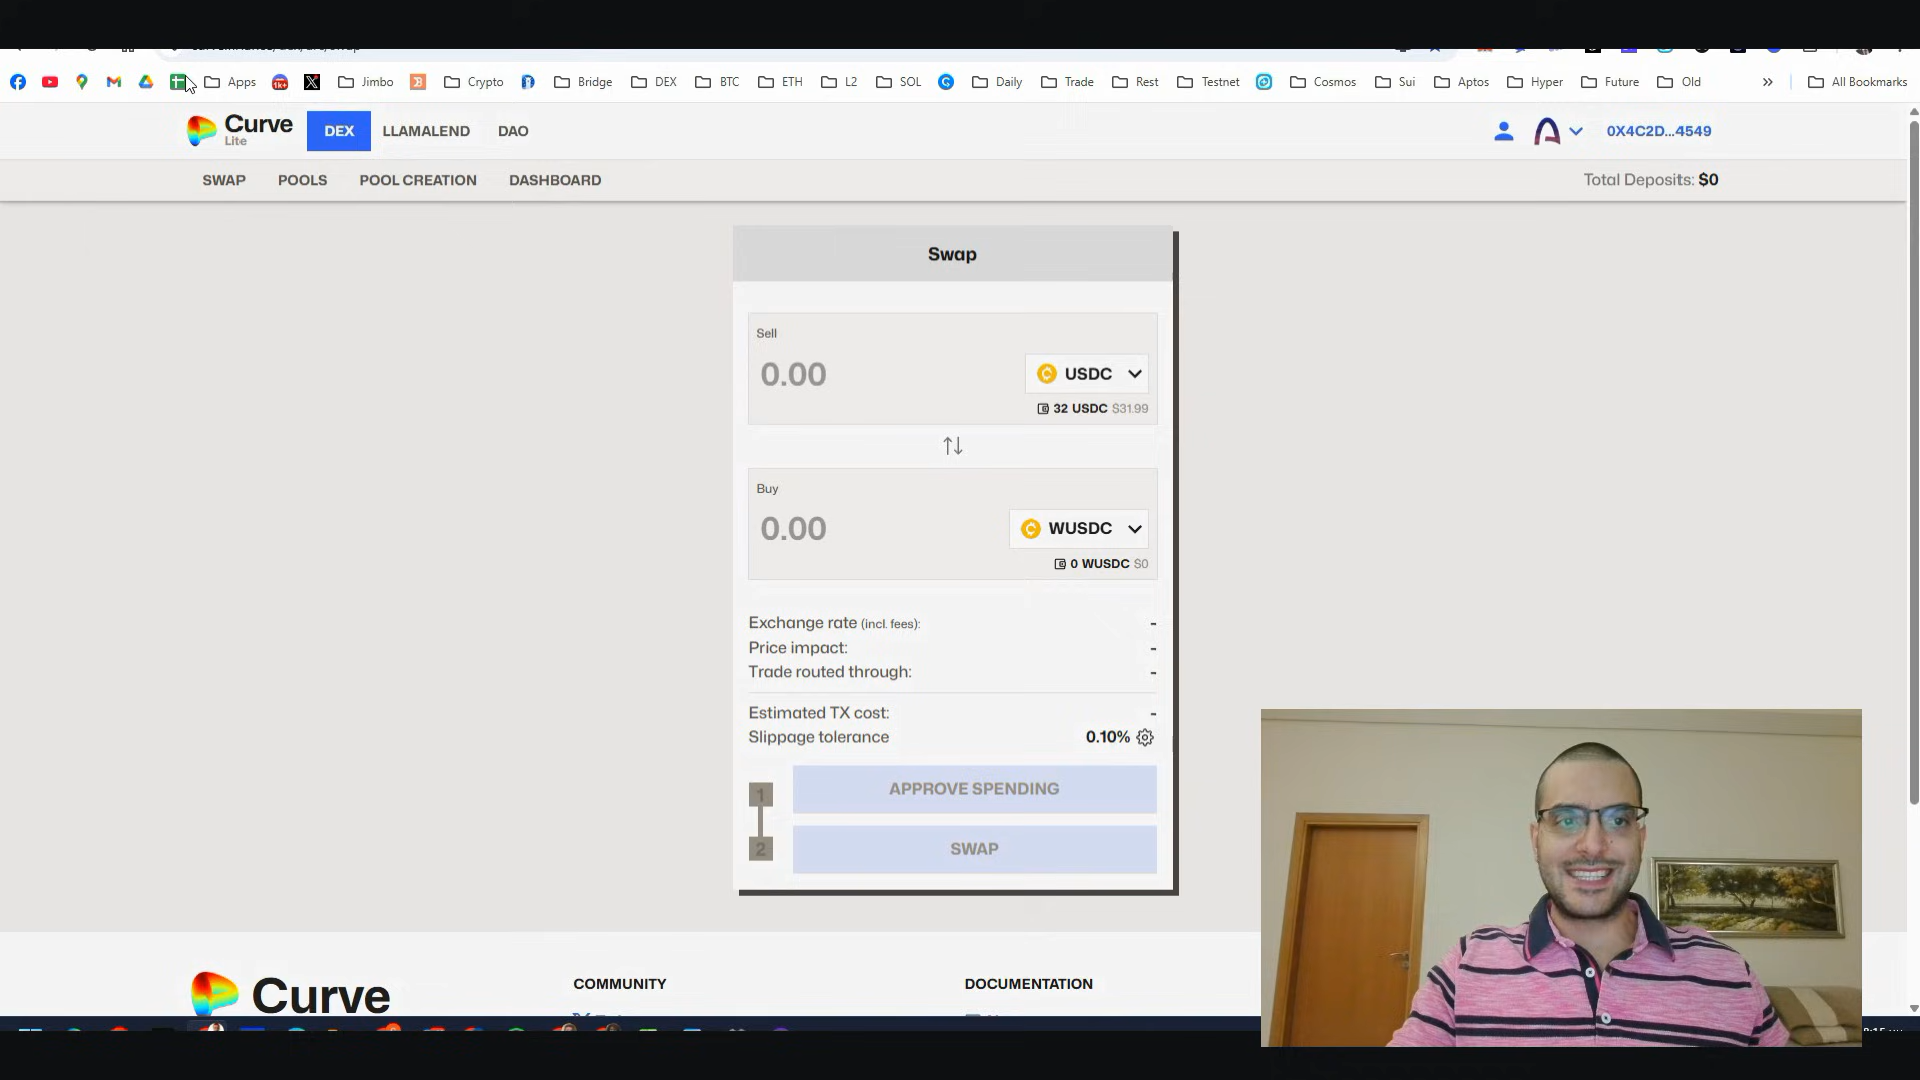 Apps
1k+
Jimbo
Crypto
Bridge
DEX
BTC
ETH
L2
SOL
Daily
Trade
Rest
Testnet
Cosmos
Sui
Aptos
Hyper
Future
Old
»
All Bookmarks
Curve
Lite
DEX
LLAMALEND
DAO
0X4C2D...4549
SWAP
POOLS
POOL CREATION
DASHBOARD
Total Deposits: $0
Swap
Sell
0.00
USDC
32 USDC $31.99
Buy
0.00
WUSDC
0 WUSDC $0
Exchange rate (incl. fees):
-
Price impact:
-
Trade routed through:
-
Estimated TX cost:
-
Slippage tolerance
0.10%
1
APPROVE SPENDING
2
SWAP
Curve
COMMUNITY
DOCUMENTATION